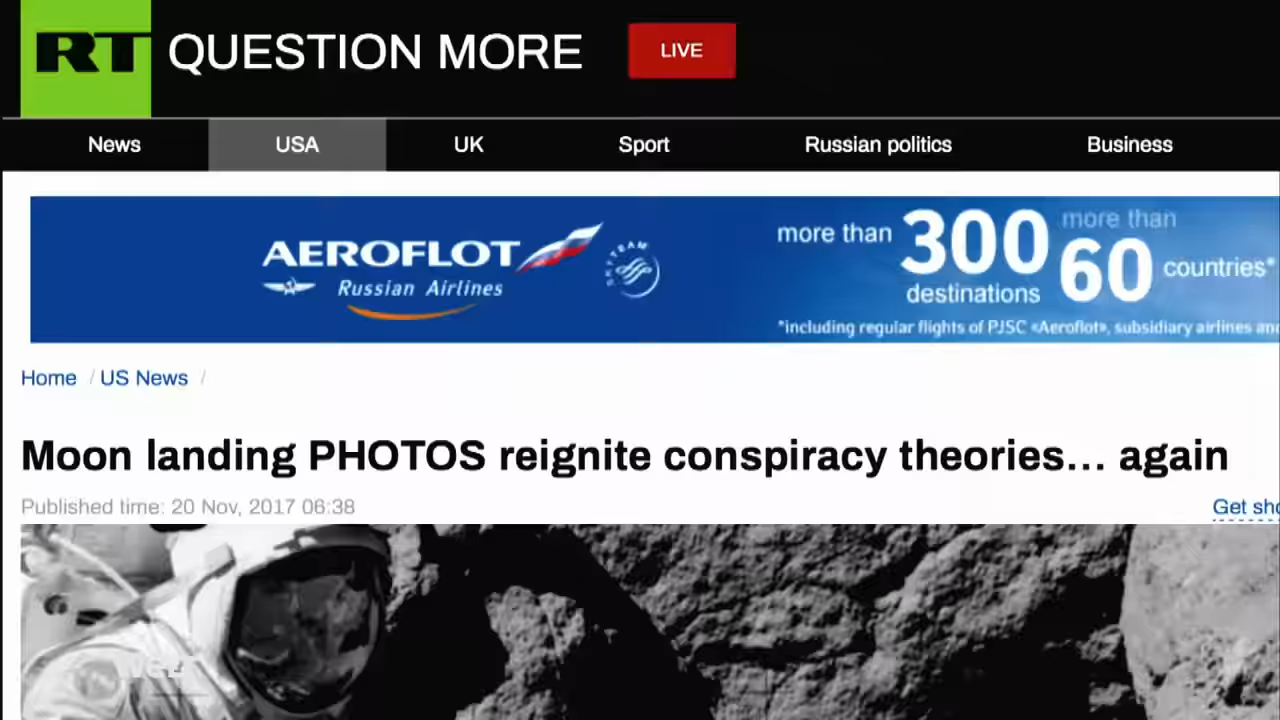 RT QUESTION MORE LIVE
News USA UK Sport Russian politics Business
AEROFLOT
Russian Airlines
SKYTEAM
more than 300 destinations
more than 60 countries*
*including regular flights of PJSC «Aeroflot», subsidiary airlines
Home / US News /
Moon landing PHOTOS reignite conspiracy theories... again
Published time: 20 Nov, 2017 06:38
Get